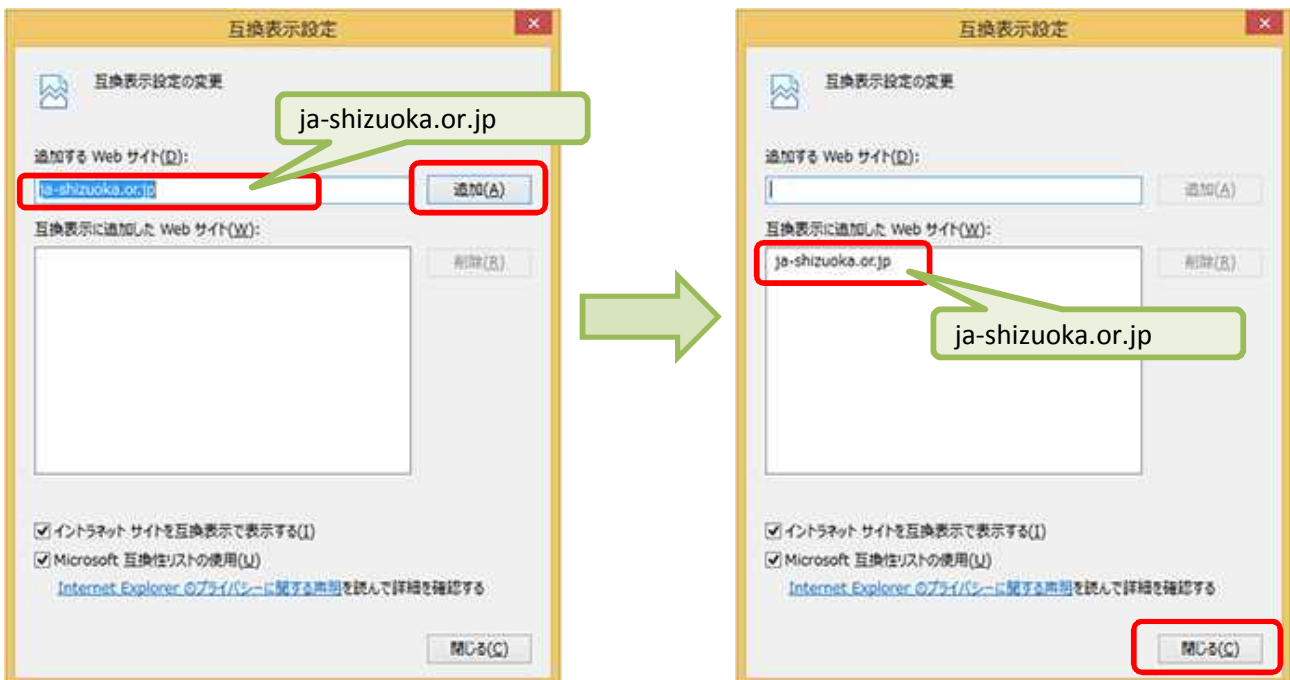 互換表示設定
互換表示設定の変更
ja-shizuoka.or.jp
追加する Web サイト(D):
ja-shizuoka.or.jp
追加(A)
互換表示に追加した Web サイト(W):
削除(R)
イントラネット サイトを互換表示で表示する(I)
Microsoft 互換性リストの使用(U)
Internet Explorer のプライバシーに関する声明を読んで詳細を確認する
閉じる(C)
互換表示設定
互換表示設定の変更
追加する Web サイト(D):
追加(A)
互換表示に追加した Web サイト(W):
ja-shizuoka.or.jp
削除(R)
ja-shizuoka.or.jp
イントラネット サイトを互換表示で表示する(I)
Microsoft 互換性リストの使用(U)
Internet Explorer のプライバシーに関する声明を読んで詳細を確認する
閉じる(C)